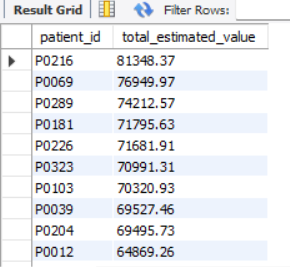 Result Grid Filter Rows:
patient_id total_estimated_value
P0216 81348.37
P0069 76949.97
P0289 74212.57
P0181 71795.63
P0226 71681.91
P0323 70991.31
P0103 70320.93
P0039 69527.46
P0204 69495.73
P0012 64869.26